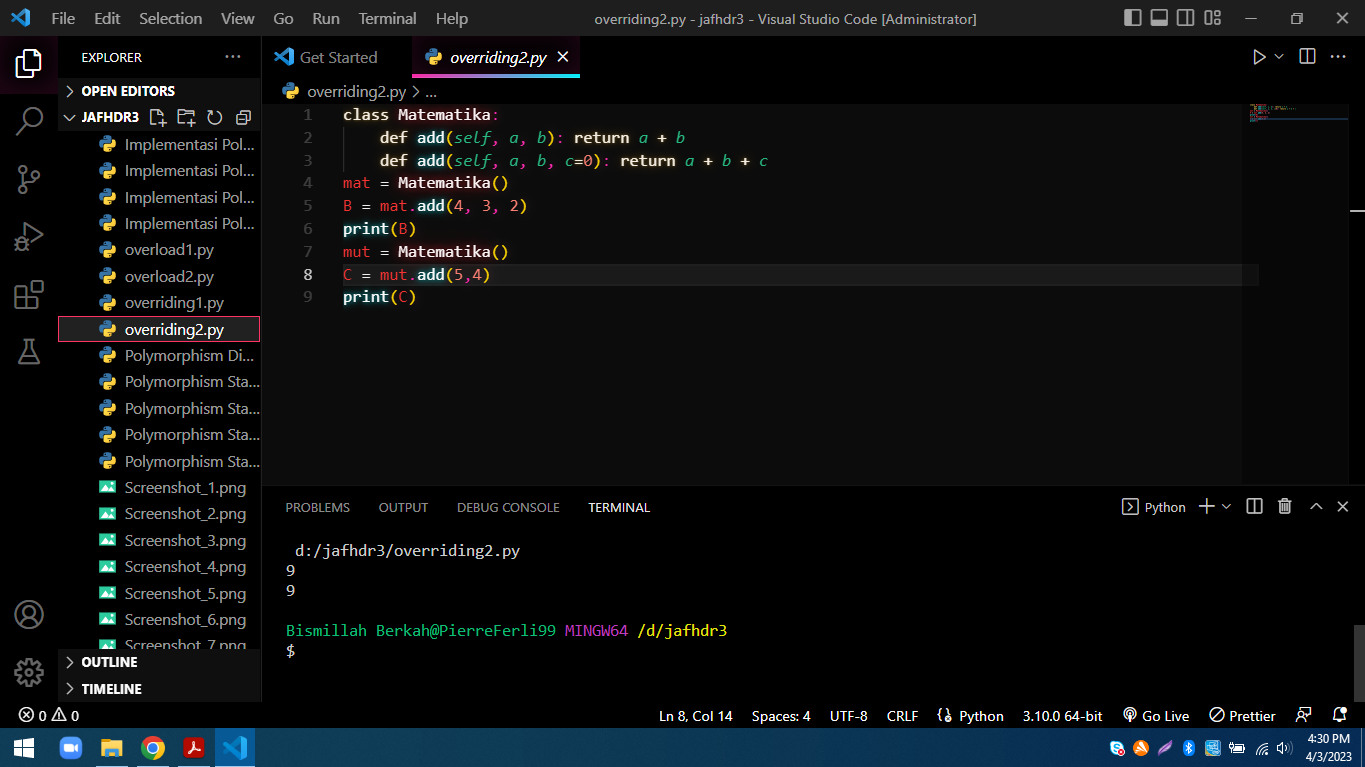 File Edit Selection View Go Run Terminal Help overriding2.py - jafhdr3 - Visual Studio Code [Administrator]
EXPLORER ...
OPEN EDITORS
JAFHDR3
Implementasi Pol...
Implementasi Pol...
Implementasi Pol...
Implementasi Pol...
overload1.py
overload2.py
overriding1.py
overriding2.py
Polymorphism Di...
Polymorphism Sta...
Polymorphism Sta...
Polymorphism Sta...
Polymorphism Sta...
Screenshot_1.png
Screenshot_2.png
Screenshot_3.png
Screenshot_4.png
Screenshot_5.png
Screenshot_6.png
Screenshot_7.png
OUTLINE
TIMELINE
Get Started overriding2.py
overriding2.py > ...
1 class Matematika:
2 def add(self, a, b): return a + b
3 def add(self, a, b, c=0): return a + b + c
4 mat = Matematika()
5 B = mat.add(4, 3, 2)
6 print(B)
7 mut = Matematika()
8 C = mut.add(5,4)
9 print(C)
PROBLEMS OUTPUT DEBUG CONSOLE TERMINAL Python
d:/jafhdr3/overriding2.py
9
9
Bismillah Berkah@PierreFerli99 MINGW64 /d/jafhdr3
$
0 0 Ln 8, Col 14 Spaces: 4 UTF-8 CRLF Python 3.10.0 64-bit Go Live Prettier
4:30 PM
4/3/2023